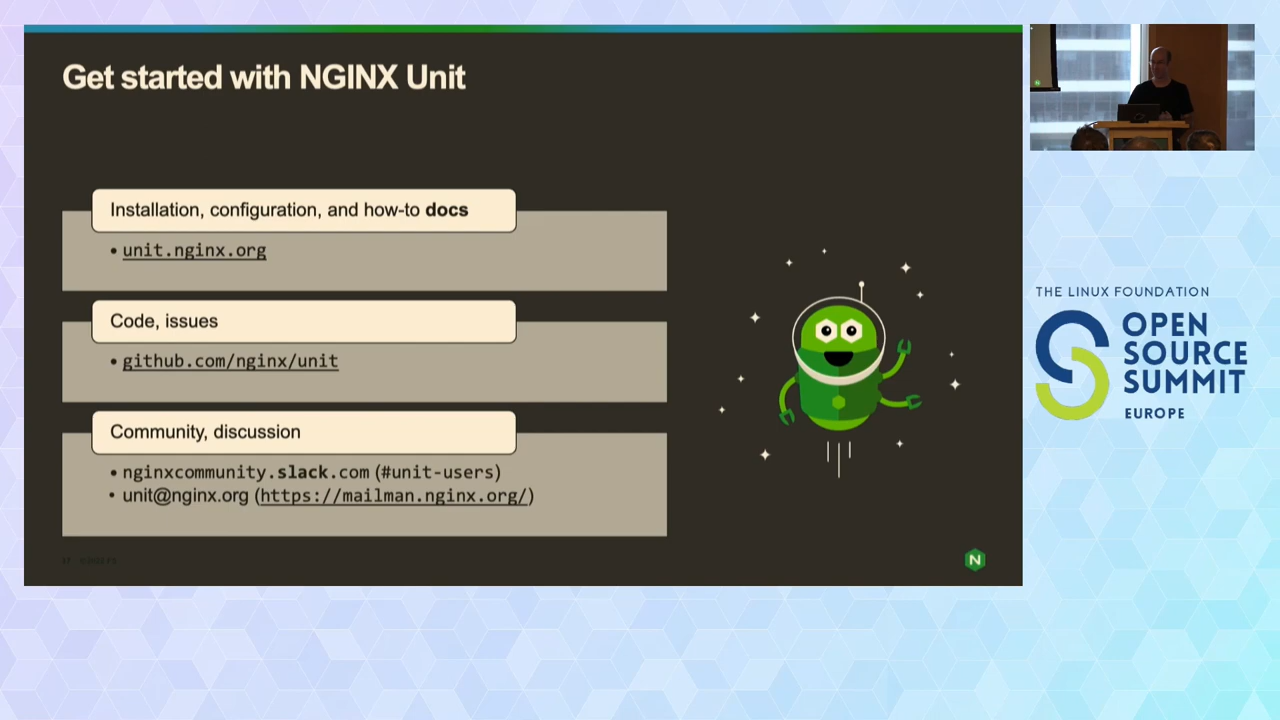 Get started with NGINX Unit
Installation, configuration, and how-to docs
• unit.nginx.org
Code, issues
• github.com/nginx/unit
Community, discussion
• nginxcommunity.slack.com (#unit-users)
• unit@nginx.org (https://mailman.nginx.org/)
N
THE LINUX FOUNDATION
OPEN
SOURCE
SUMMIT
EUROPE